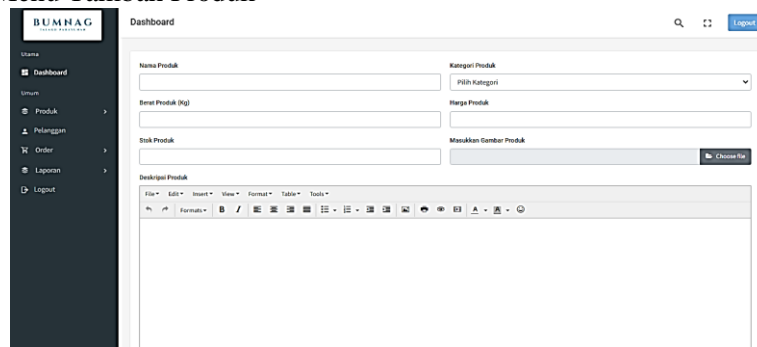 Menu Tambah Produk
BUMNAG
Dashboard
Logout
Utama
Dashboard
Umum
Produk
Pelanggan
Order
Laporan
Logout
Nama Produk
Kategori Produk
Pilih Kategori
Berat Produk (Kg)
Harga Produk
Stok Produk
Masukkan Gambar Produk
Choose file
Deskripsi Produk
File Edit Insert View Format Table Tools
Formats B I A A